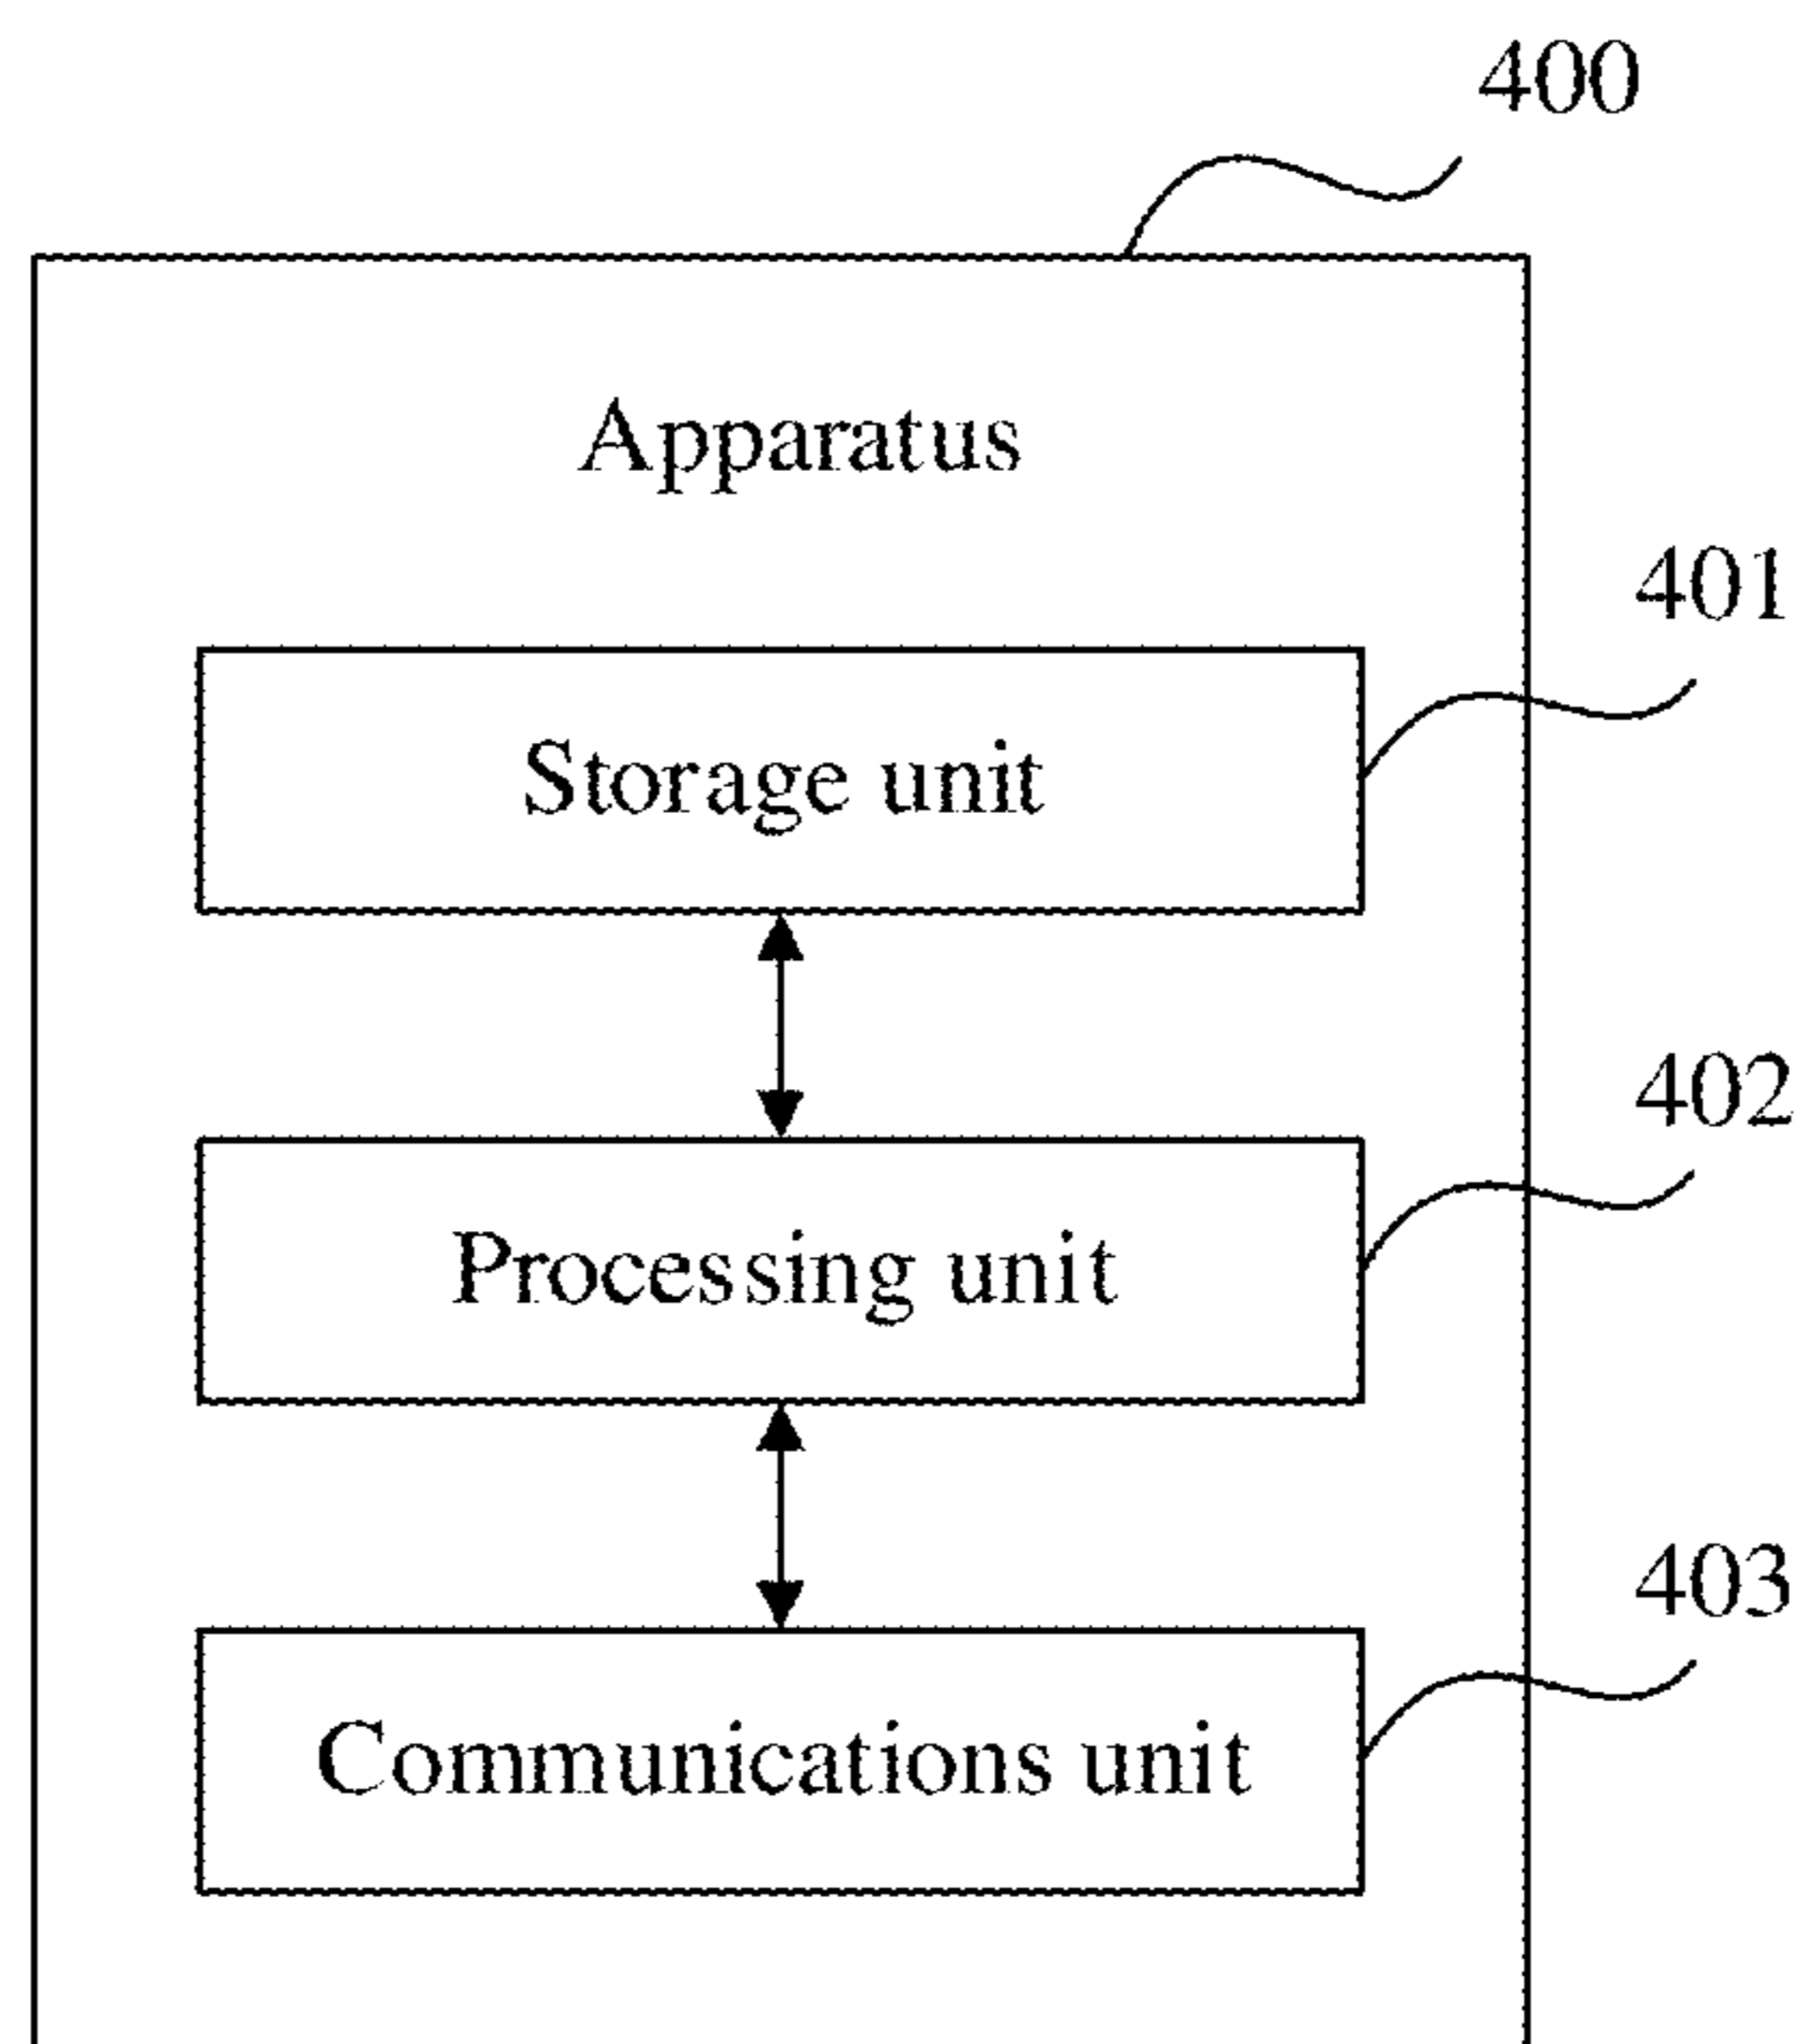 400
Apparatus
401
Storage unit
402
Processing unit
403
Communications unit